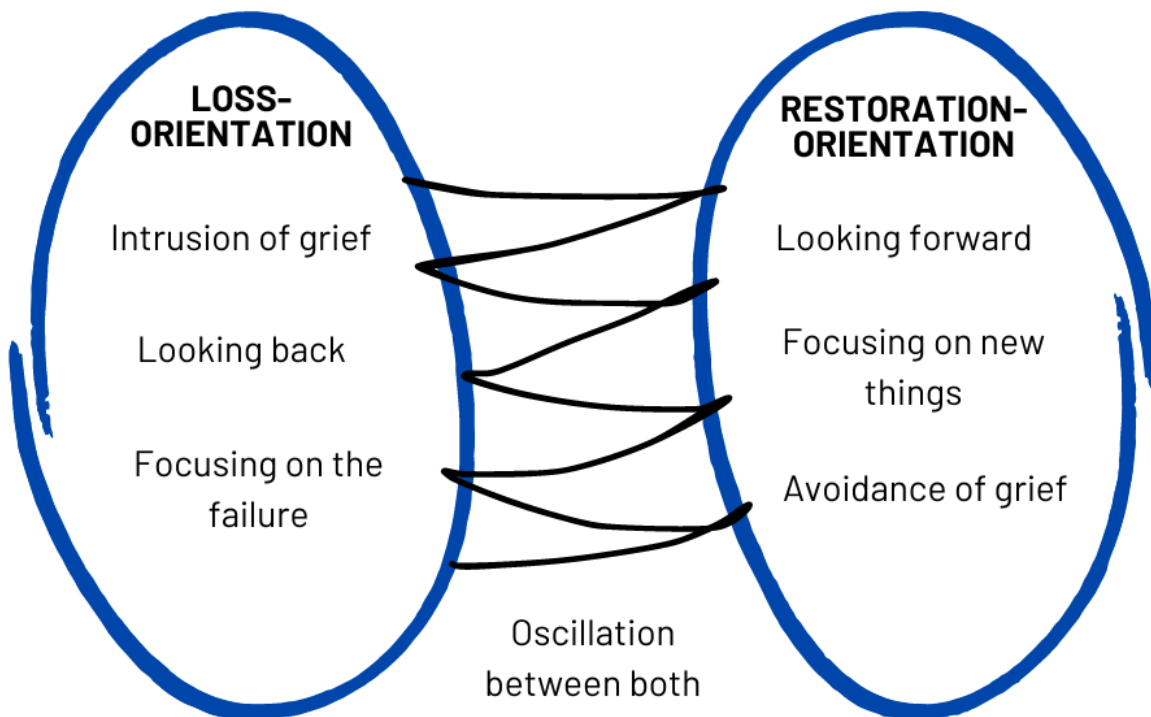 LOSS-
ORIENTATION
Intrusion of grief
Looking back
Focusing on the
failure
RESTORATION-
ORIENTATION
Looking forward
Focusing on new
things
Avoidance of grief
Oscillation
between both